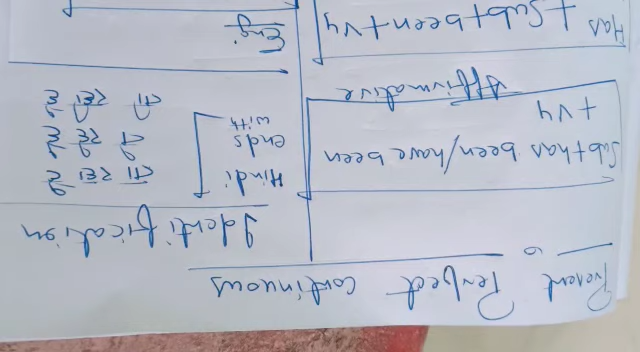 Present Perfect Continuous
Sub+has been/have been
+ v4
Affirmative
Has + Sub+been+v4
Identification
Hindi ता रहा है
ends
with ती रही है
Eng.